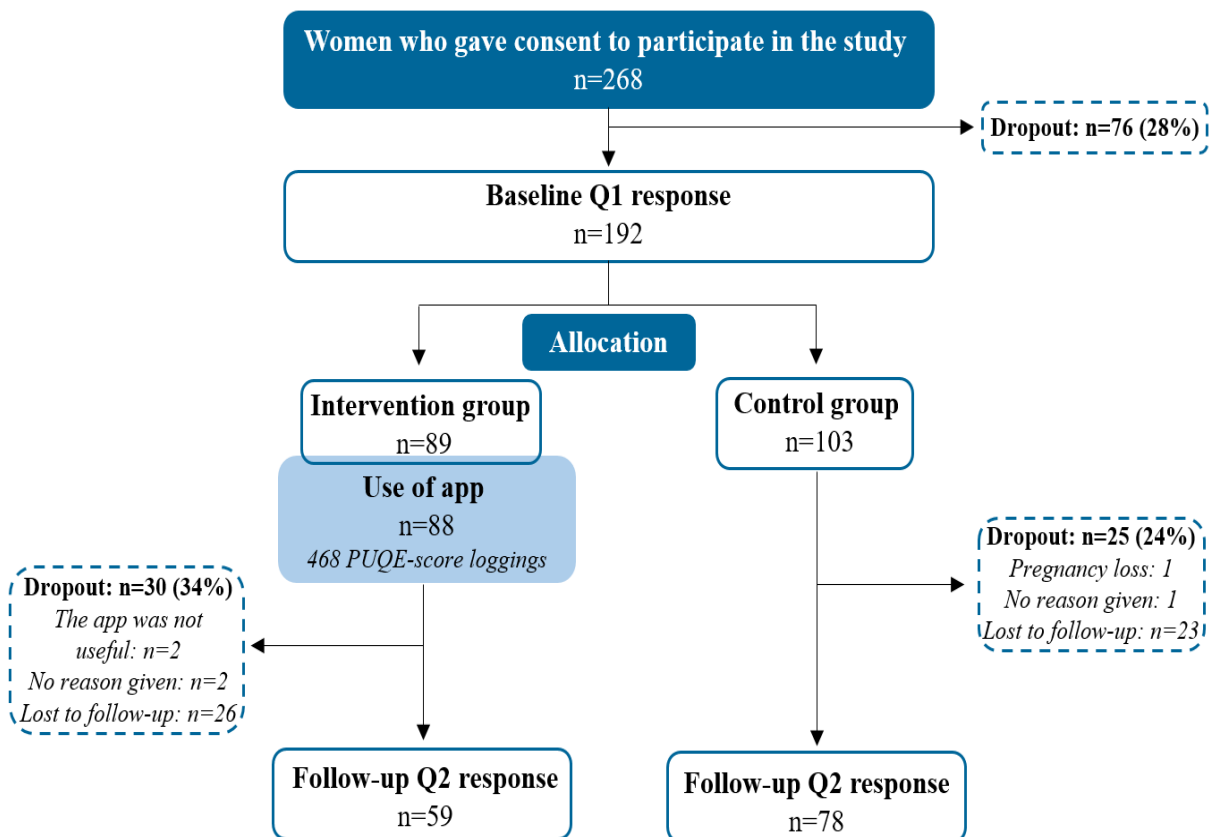 Women who gave consent to participate in the study
n=268
Dropout: n=76 (28%)
Baseline Q1 response
n=192
Allocation
Intervention group
n=89
Control group
n=103
Use of app
n=88
468 PUQE-score loggings
Dropout: n=30 (34%)
The app was not
useful: n=2
No reason given: n=2
Lost to follow-up: n=26
Dropout: n=25 (24%)
Pregnancy loss: 1
No reason given: 1
Lost to follow-up: n=23
Follow-up Q2 response
n=59
Follow-up Q2 response
n=78